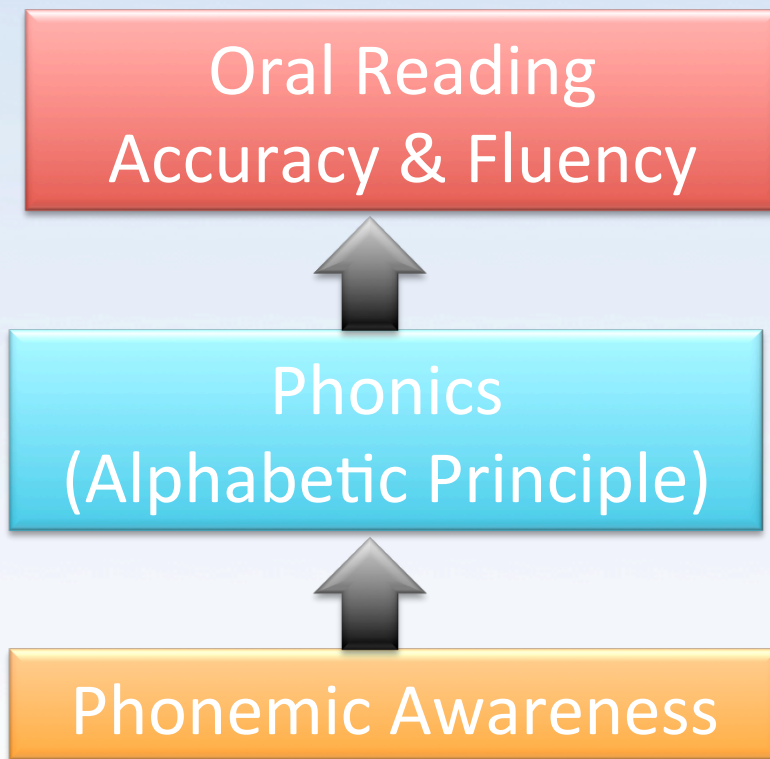 Oral Reading
Accuracy & Fluency
Phonics
(Alphabetic Principle)
Phonemic Awareness